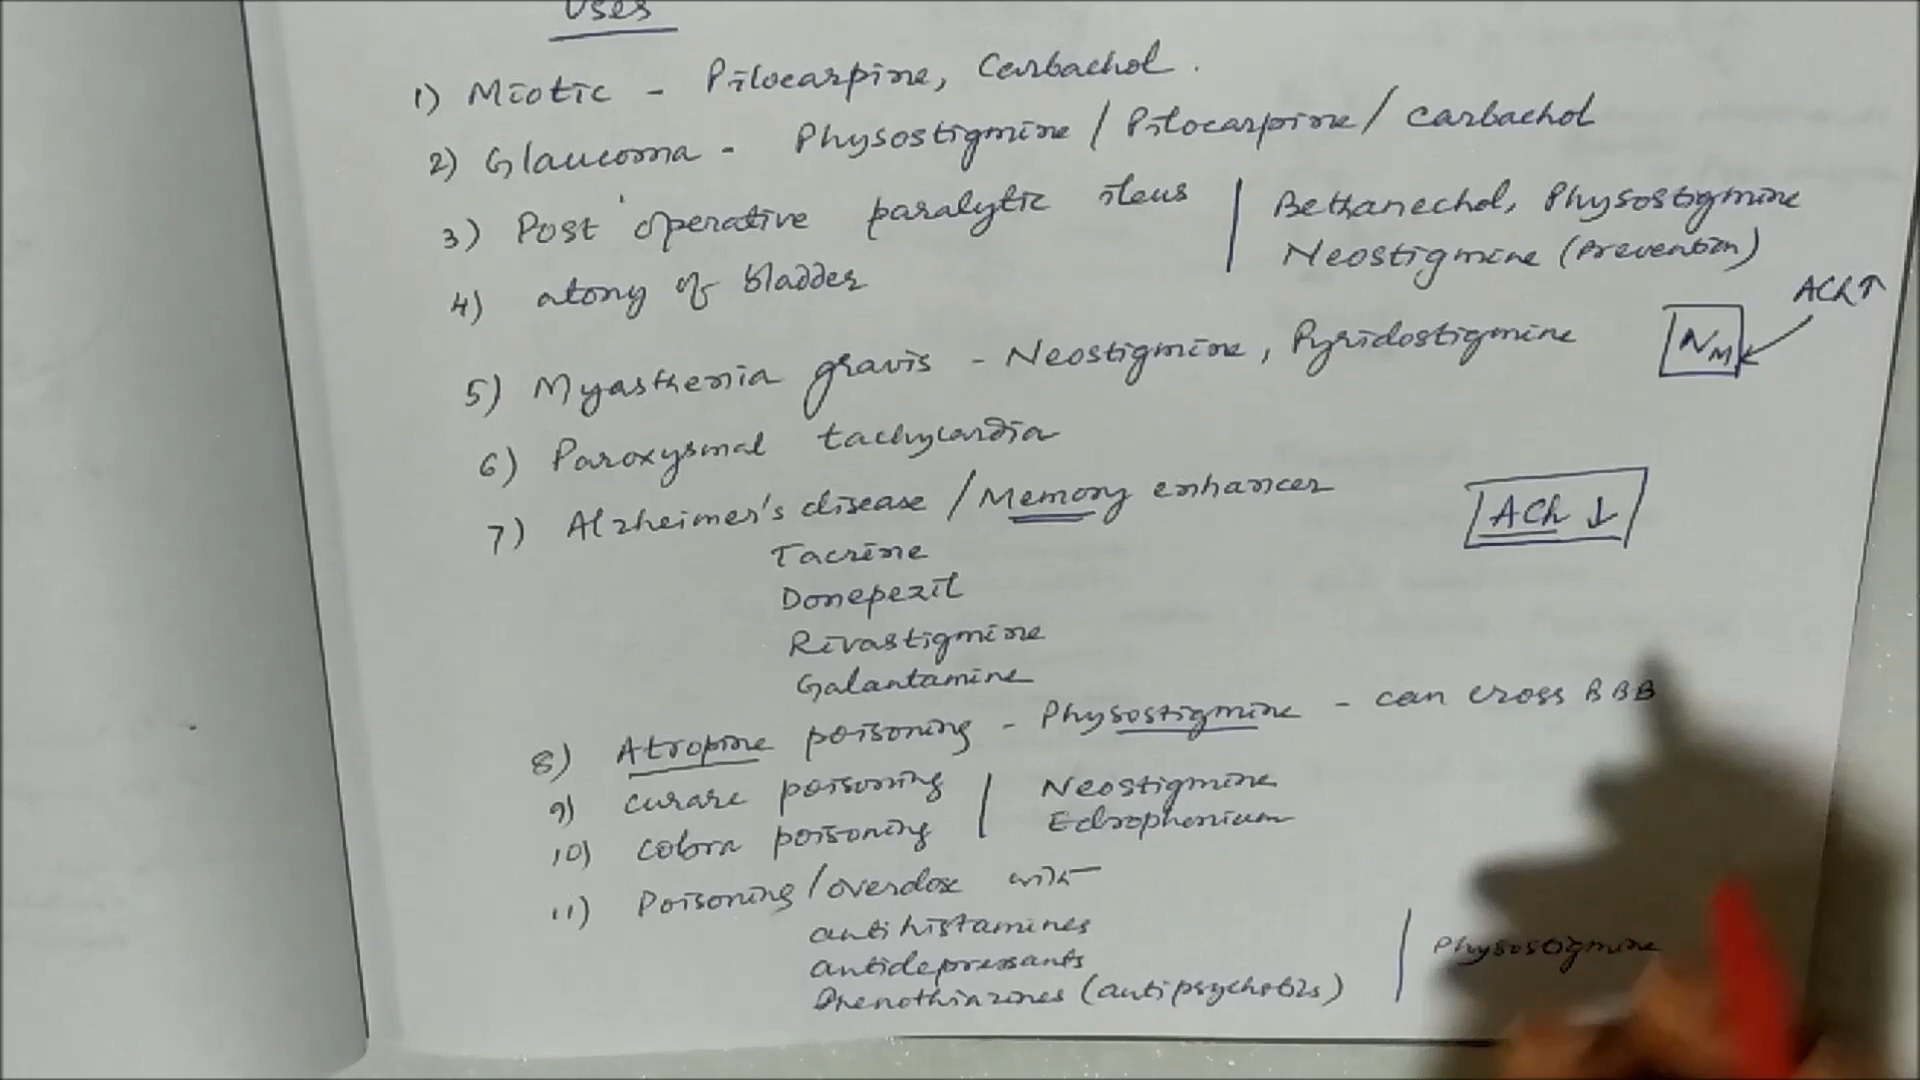 Uses
1) Miotic - Pilocarpine, Carbachol.
2) Glaucoma - Physostigmine / Pilocarpine / Carbachol
3) Post operative paralytic ileus | Bethanechol, Physostigmine
4) atony of bladder | Neostigmine (Prevention)
ACh↑
5) Myasthenia gravis - Neostigmine, Pyridostigmine NM
6) Paroxysmal tachycardia
7) Alzheimer's disease / Memory enhancer ACh ↓
Tacrine
Donepezil
Rivastigmine
Galantamine
8) Atropine poisoning - Physostigmine - can cross BBB
9) Curare poisoning | Neostigmine
10) Cobra poisoning | Edrophonium
11) Poisoning / overdose with
antihistamines
antidepressants | Physostigmine
Phenothiazines (antipsychotics)